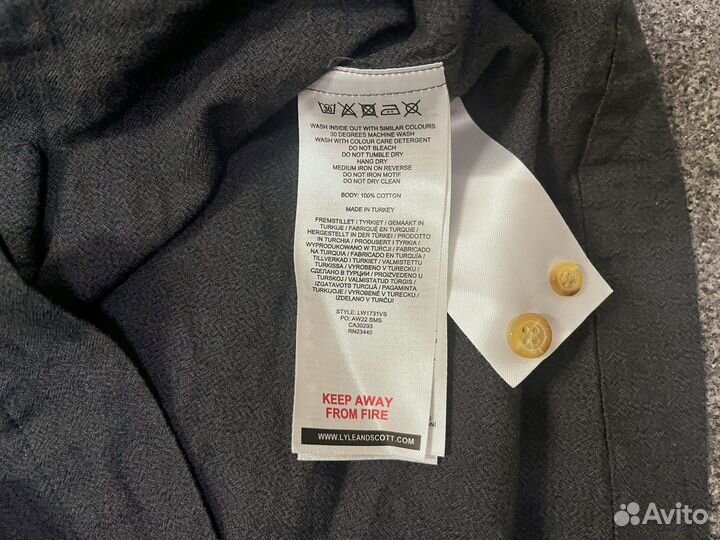 30
WASH INSIDE OUT WITH SIMILAR COLOURS
30 DEGREES MACHINE WASH
WASH WITH COLOUR CARE DETERGENT
DO NOT BLEACH
DO NOT TUMBLE DRY
HANG DRY
MEDIUM IRON ON REVERSE
DO NOT IRON MOTIF
DO NOT DRY CLEAN
BODY: 100% COTTON
MADE IN TURKEY
FREMSTILLET i TYRKIET / GEMAAKT IN
TURKIJE / FABRIQUÉ EN TURQUIE /
HERGESTELLT IN DER TÜRKEI / PRODOTTO
IN TURCHIA / PRODUSERT I TYRKIA /
WYPRODUKOWANO W TURCJI / FABRICADO
NA TURQUIA / FABRICADO EN TURQUÍA /
TILLVERKAD I TURKIET / VALMISTETTU
TURKISSA / VYROBENO V TURECKU /
СДЕЛАНО В ТУРЦИИ / PROIZVEDENO U
TURSKOJ / VALMISTATUD TÜRGIS /
IZGATAVOTS TURCIJĀ / PAGAMINTA
TURKIJOJE / VYROBENÉ V TURECKU /
IZDELANO V TURČIJI
STYLE: LW1731VS
PO: AW22 SMS
CA30293
RN23440
KEEP AWAY
FROM FIRE
WWW.LYLEANDSCOTT.COM
Avito